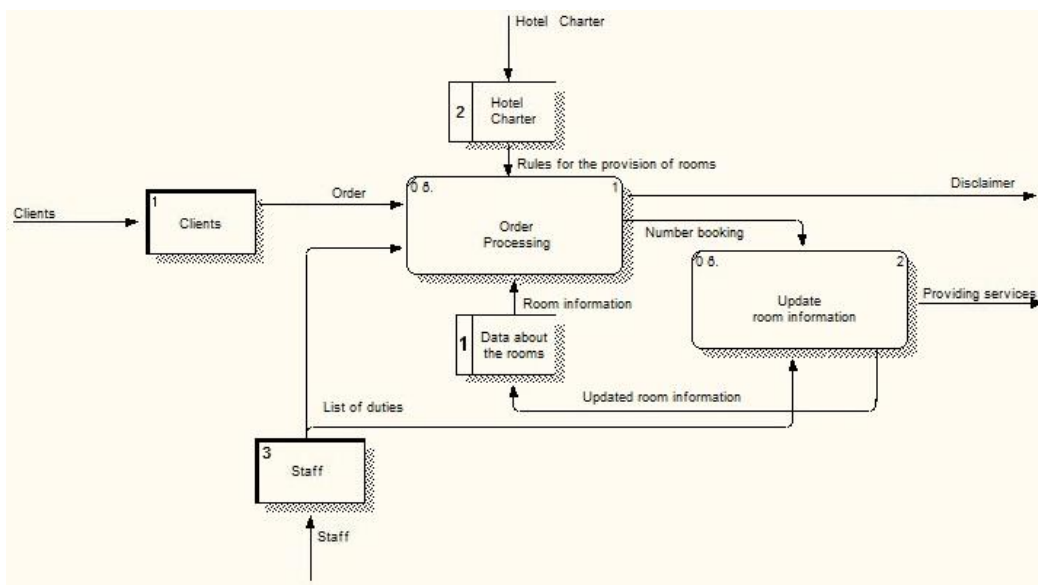 Hotel Charter
2
Hotel
Charter
Rules for the provision of rooms
Clients
1
Clients
Order
0 б.
1
Order
Processing
Disclaimer
Number booking
0 б.
2
Update
room information
Providing services
Room information
1
Data about
the rooms
Updated room information
List of duties
3
Staff
Staff